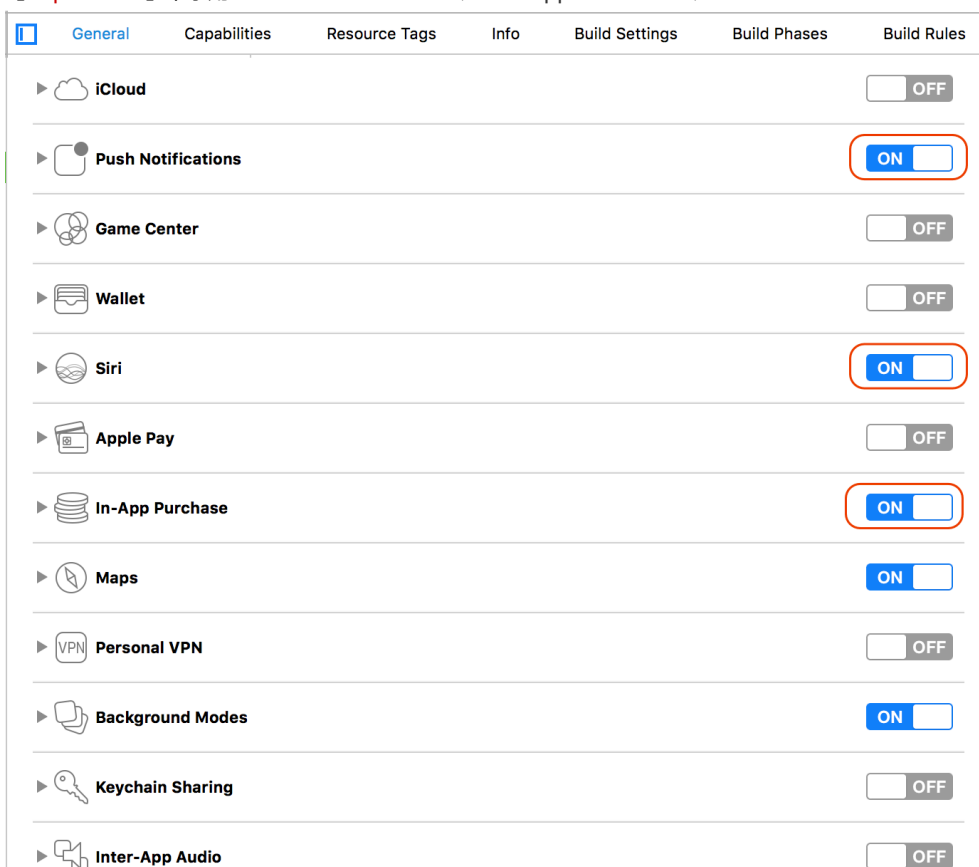 General Capabilities Resource Tags Info Build Settings Build Phases Build Rules
iCloud OFF
Push Notifications ON
Game Center OFF
Wallet OFF
Siri ON
Apple Pay OFF
In-App Purchase ON
Maps ON
VPN Personal VPN OFF
Background Modes ON
Keychain Sharing OFF
Inter-App Audio OFF